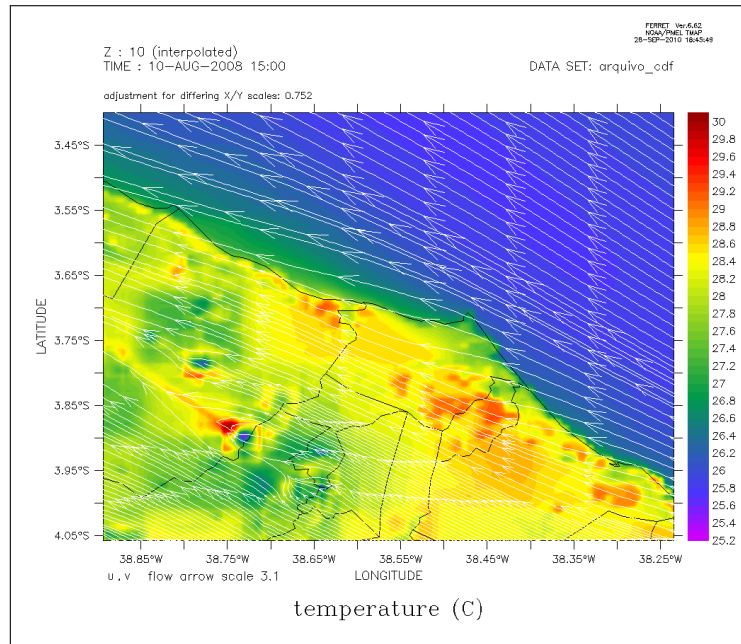 FERRET Ver.6.62
NOAA/PMEL TMAP
28-SEP-2010 18:45:49
Z : 10 (interpolated)
TIME : 10-AUG-2008 15:00
DATA SET: arquivo_cdf
adjustment for differing X/Y scales: 0.752
3.45°S
3.55°S
3.65°S
3.75°S
3.85°S
3.95°S
4.05°S
LATITUDE
30
29.8
29.5
29.2
29
28.8
28.6
28.4
28.2
28
27.8
27.6
27.4
27.2
27
26.8
26.6
26.4
26.2
26
25.8
25.6
25.4
25.2
38.85°W 38.75°W 38.65°W 38.55°W 38.45°W 38.35°W 38.25°W
u,v flow arrow scale 3.1
LONGITUDE
temperature (C)